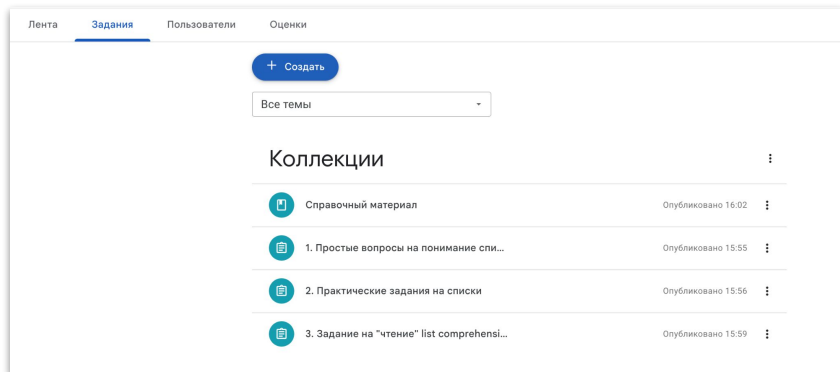 Лента Задания Пользователи Оценки
+ Создать
Все темы
Коллекции
Справочный материал Опубликовано 16:02
1. Простые вопросы на понимание спи... Опубликовано 15:55
2. Практические задания на списки Опубликовано 15:56
3. Задание на "чтение" list comprehensi... Опубликовано 15:59